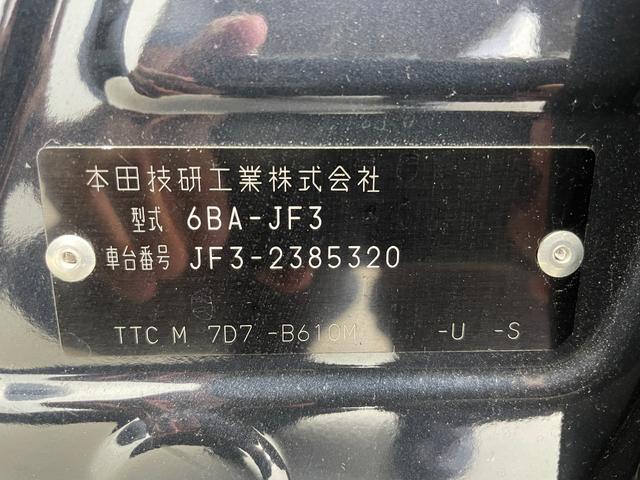 本田技研工業株式会社
型式 6BA-JF3
車台番号 JF3-2385320
TTC M 7D7 -B610M -U -S